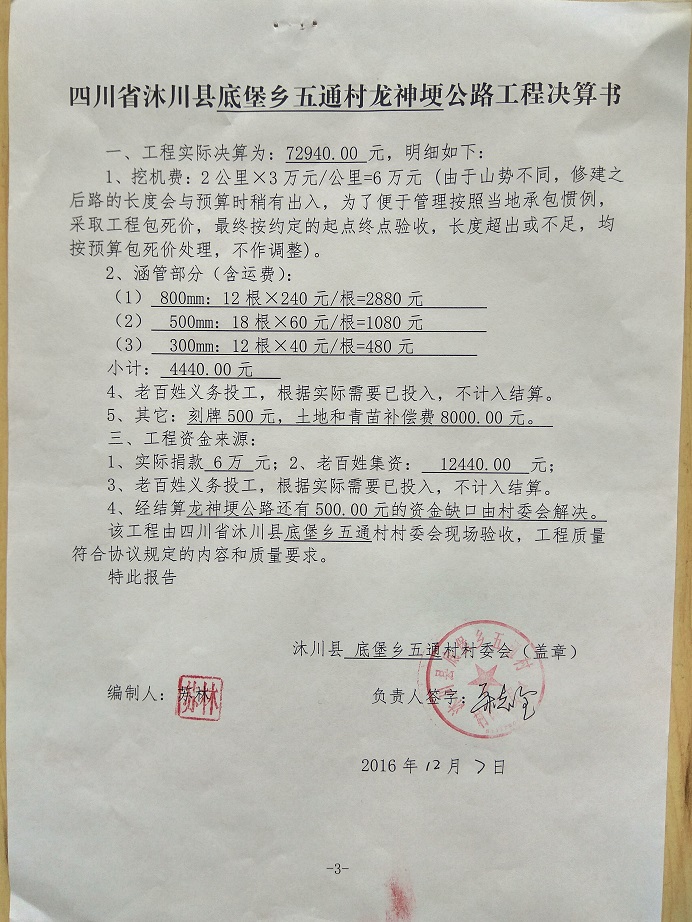 四川省沐川县底堡乡五通村龙神埂公路工程决算书
一、工程实际决算为：72940.00 元，明细如下：
1、挖机费：2公里×3万元/公里=6万元（由于山势不同，修建之
后路的长度会与预算时稍有出入，为了便于管理按照当地承包惯例，
采取工程包死价，最终按约定的起点终点验收，长度超出或不足，均
按预算包死价处理，不作调整）。
2、涵管部分（含运费）：
（1） 800mm：12根×240元/根=2880元
（2） 500mm：18根×60元/根=1080元
（3） 300mm：12根×40元/根=480元
小计： 4440.00元
4、老百姓义务投工，根据实际需要已投入，不计入结算。
5、其它：刻牌500元，土地和青苗补偿费8000.00元。
三、工程资金来源：
1、实际捐款 6万 元；2、老百姓集资： 12440.00 元；
3、老百姓义务投工，根据实际需要已投入，不计入结算。
4、经结算龙神埂公路还有500.00元的资金缺口由村委会解决。
该工程由四川省沐川县底堡乡五通村村委会现场验收，工程质量
符合协议规定的内容和质量要求。
特此报告
沐川县 底堡乡五通村村委会（盖章）
编制人：苏林
负责人签字：
2016年12月7日
-3-